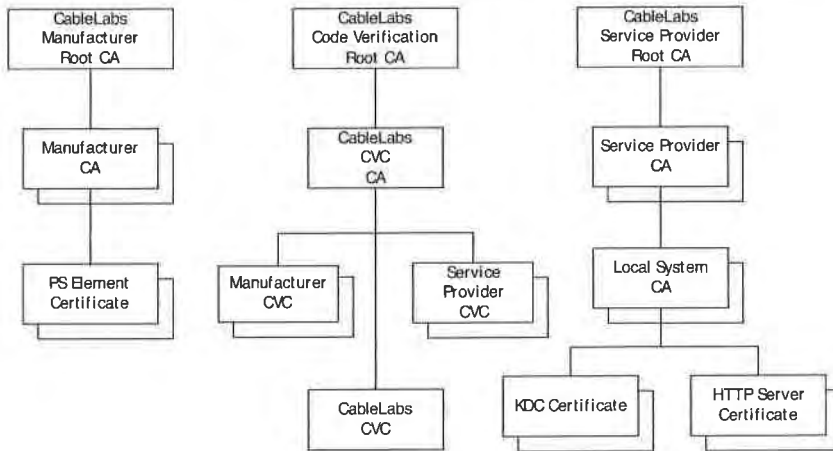 CableLabs
Manufacturer
Root CA
CableLabs
Code Verification
Root CA
CableLabs
Service Provider
Root CA
Manufacturer
CA
CableLabs
CVC
CA
Service Provider
CA
PS Element
Certificate
Manufacturer
CVC
Service
Provider
CVC
Local System
CA
CableLabs
CVC
KDC Certificate
HTTP Server
Certificate